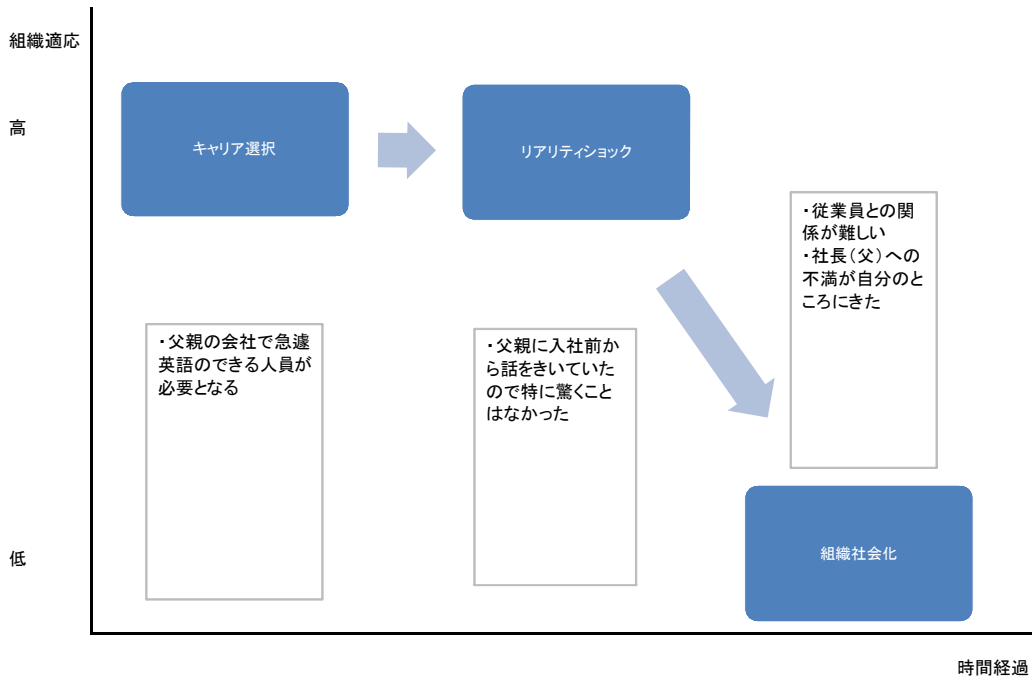 組織適応
高
キャリア選択
リアリティショック
・従業員との関
係が難しい
・社長(父)への
不満が自分のと
ころにきた
・父親の会社で急遽
英語のできる人員が
必要となる
・父親に入社前か
ら話をきいていた
ので特に驚くこと
はなかった
低
組織社会化
時間経過